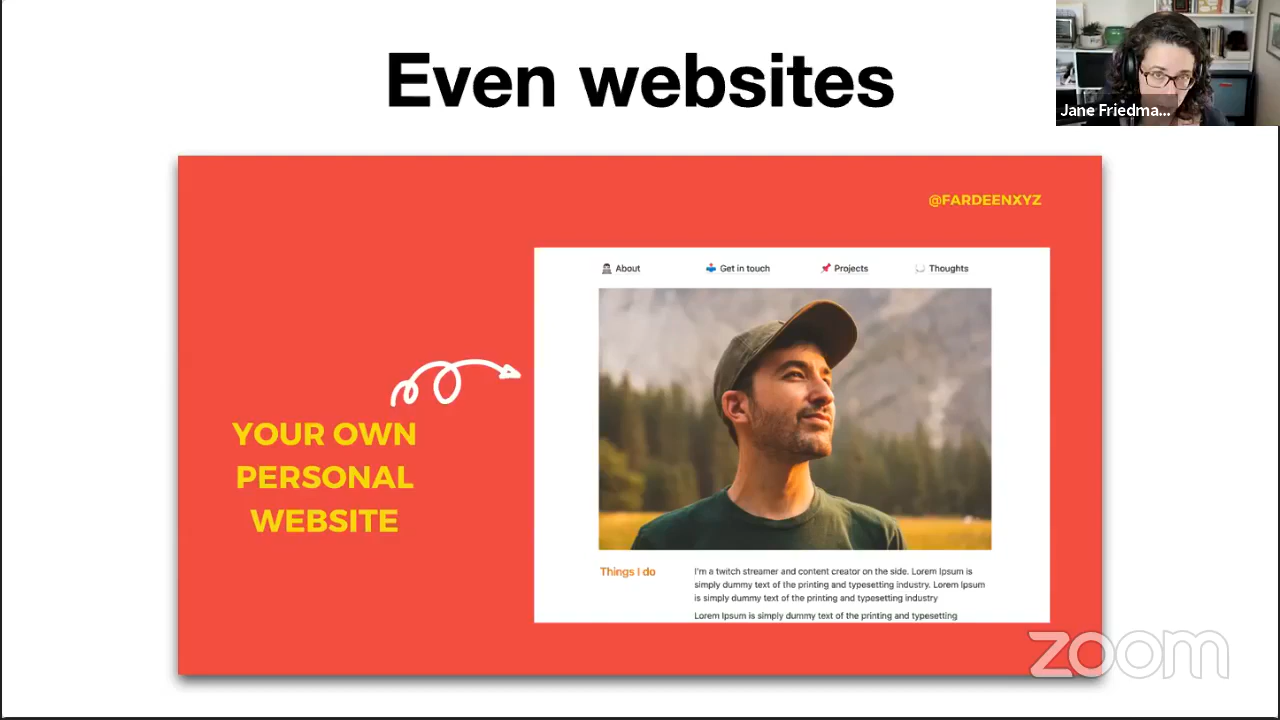 Even websites
Jane Friedma...
@FARDEENXYZ
About
Get in touch
Projects
Thoughts
YOUR OWN
PERSONAL
WEBSITE
Things I do
I'm a twitch streamer and content creator on the side. Lorem Ipsum is
simply dummy text of the printing and typesetting industry. Lorem Ipsum
is simply dummy text of the printing and typesetting industry
Lorem Ipsum is simply dummy text of the printing and typesetting
zoom